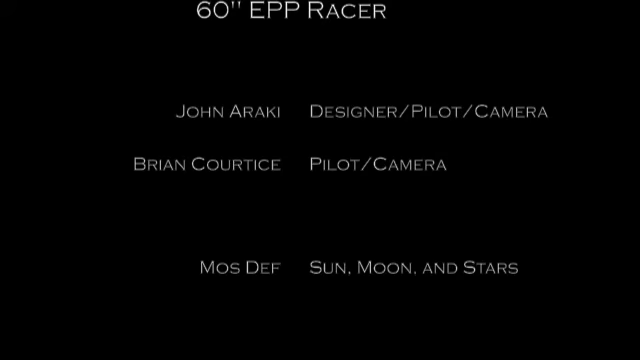 60" EPP Racer
John Araki Designer/Pilot/Camera
Brian Courtice Pilot/Camera
Mos Def Sun, Moon, and Stars